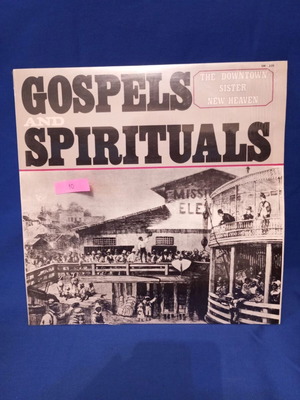 GOSPELS
AND
SPIRITUALS
THE DOWNTOWN
SISTER
NEW HEAVEN